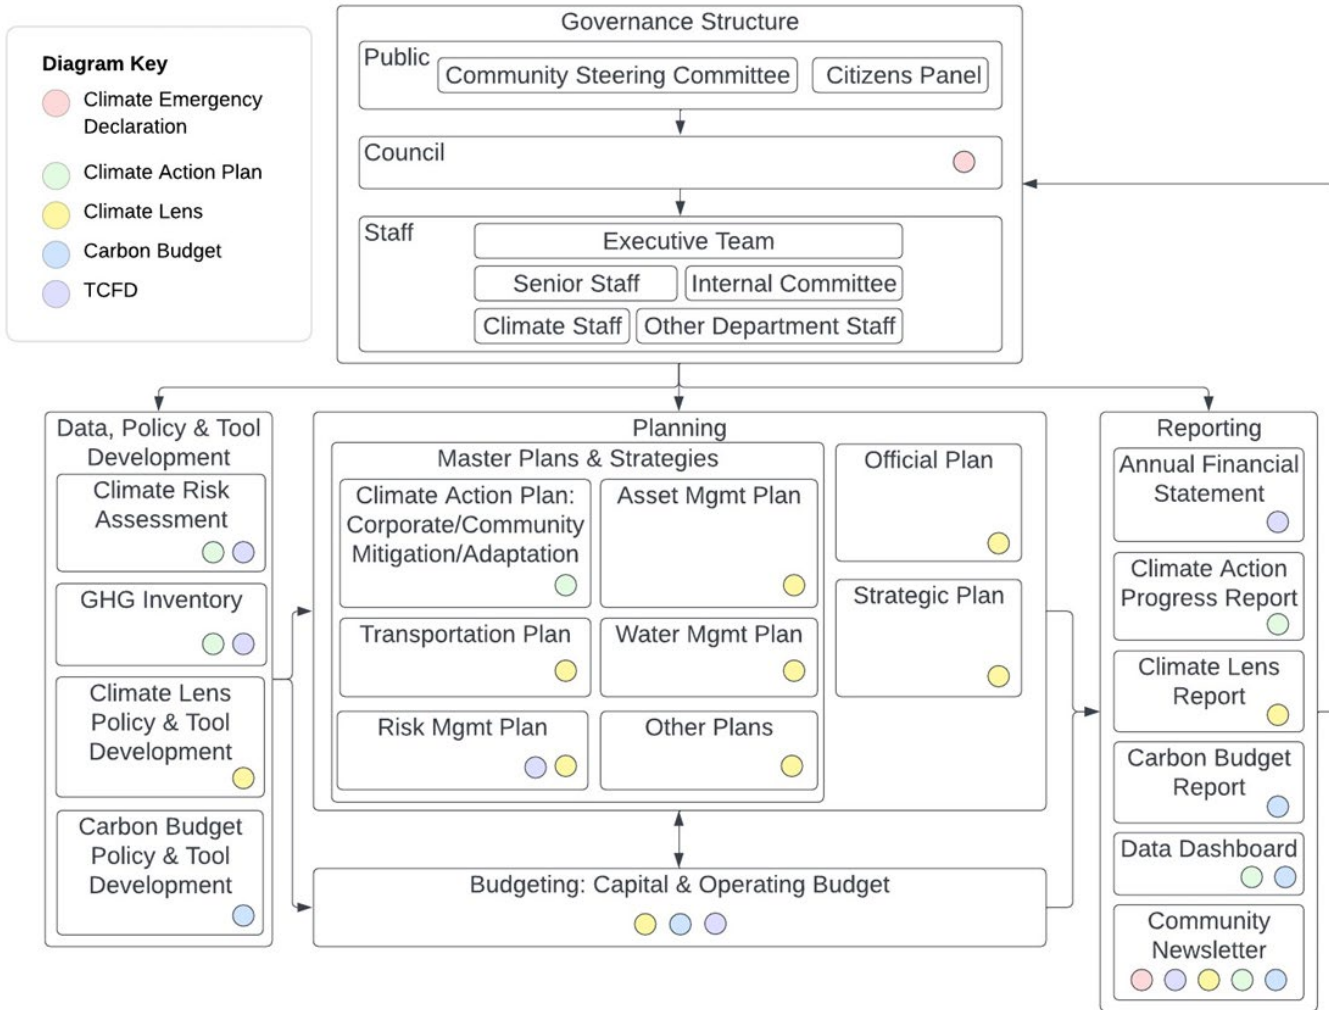 Diagram Key
Climate Emergency
Declaration
Climate Action Plan
Climate Lens
Carbon Budget
TCFD
Governance Structure
Public
Community Steering Committee
Citizens Panel
Council
Staff
Executive Team
Senior Staff
Internal Committee
Climate Staff
Other Department Staff
Data, Policy & Tool
Development
Climate Risk
Assessment
GHG Inventory
Climate Lens
Policy & Tool
Development
Carbon Budget
Policy & Tool
Development
Planning
Master Plans & Strategies
Climate Action Plan:
Corporate/Community
Mitigation/Adaptation
Asset Mgmt Plan
Transportation Plan
Water Mgmt Plan
Risk Mgmt Plan
Other Plans
Official Plan
Strategic Plan
Budgeting: Capital & Operating Budget
Reporting
Annual Financial
Statement
Climate Action
Progress Report
Climate Lens
Report
Carbon Budget
Report
Data Dashboard
Community
Newsletter